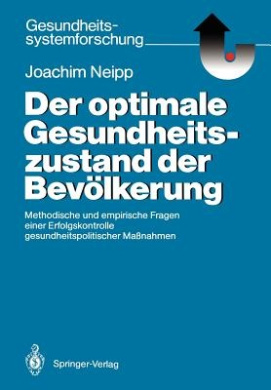 Gesundheits-
systemforschung
Joachim Neipp
Der optimale
Gesundheits-
zustand der
Bevölkerung
Methodische und empirische Fragen
einer Erfolgskontrolle
gesundheitspolitischer Maßnahmen
Springer-Verlag